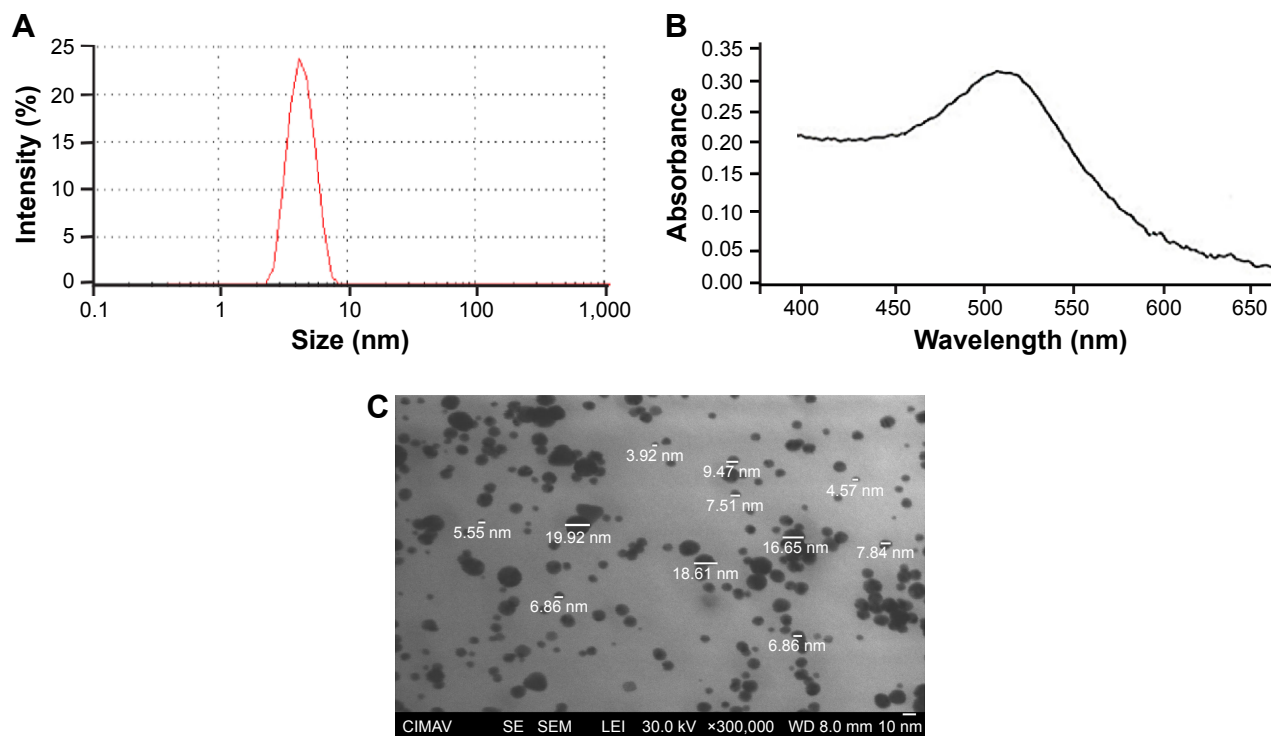 A
Intensity (%)
25
20
15
10
5
0
0.1 1 10 100 1,000
Size (nm)
B
Absorbance
0.35
0.30
0.25
0.20
0.15
0.10
0.05
0.00
400 450 500 550 600 650
Wavelength (nm)
C
3.92 nm
9.47 nm
4.57 nm
7.51 nm
5.55 nm
19.92 nm
16.65 nm
7.84 nm
18.61 nm
6.86 nm
6.86 nm
CIMAV SE SEM LEI 30.0 kV ×300,000 WD 8.0 mm 10 nm